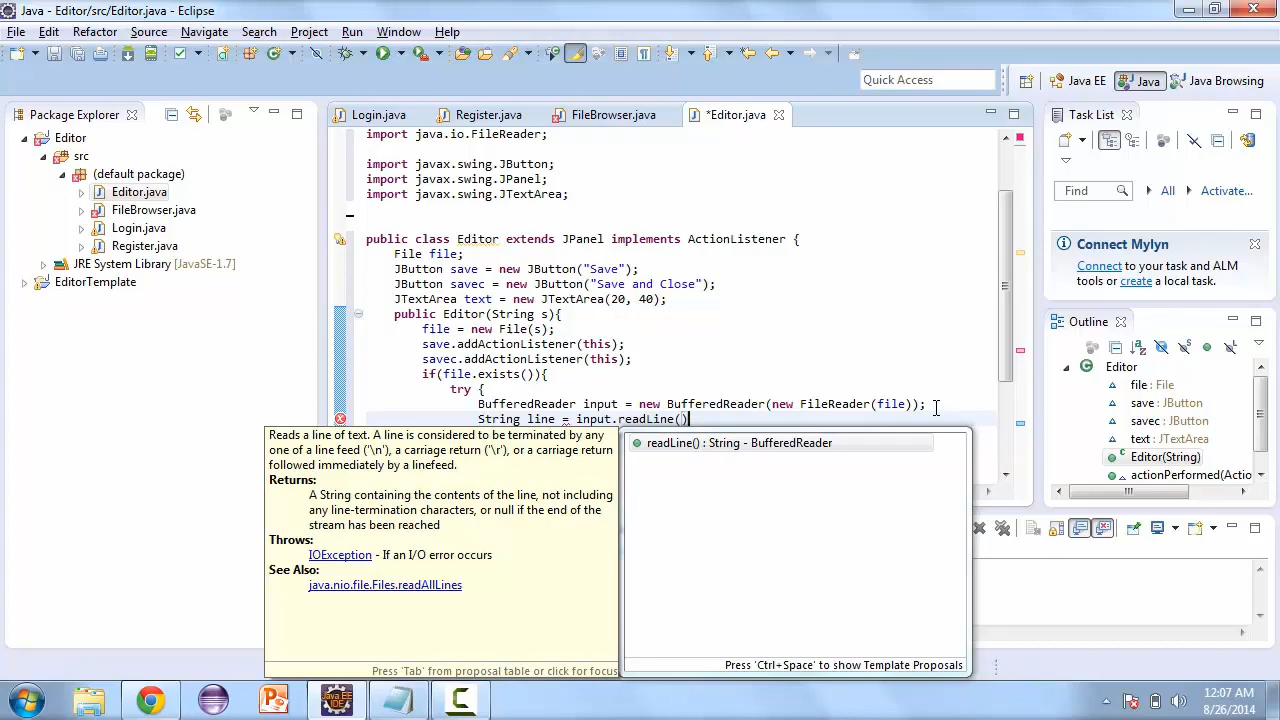 Java - Editor/src/Editor.java - Eclipse
File Edit Refactor Source Navigate Search Project Run Window Help
Quick Access
Java EE
Java
Java Browsing
Package Explorer
Editor
src
(default package)
Editor.java
FileBrowser.java
Login.java
Register.java
JRE System Library [JavaSE-1.7]
EditorTemplate
Login.java
Register.java
FileBrowser.java
*Editor.java
import java.io.FileReader;
import javax.swing.JButton;
import javax.swing.JPanel;
import javax.swing.JTextArea;
public class Editor extends JPanel implements ActionListener {
File file;
JButton save = new JButton("Save");
JButton savec = new JButton("Save and Close");
JTextArea text = new JTextArea(20, 40);
public Editor(String s){
file = new File(s);
save.addActionListener(this);
savec.addActionListener(this);
if(file.exists()){
try {
BufferedReader input = new BufferedReader(new FileReader(file));
String line = input.readLine()
Reads a line of text. A line is considered to be terminated by any
one of a line feed ('\n'), a carriage return ('\r'), or a carriage return
followed immediately by a linefeed.
Returns:
A String containing the contents of the line, not including
any line-termination characters, or null if the end of the
stream has been reached
Throws:
IOException - If an I/O error occurs
See Also:
java.nio.file.Files.readAllLines
Press 'Tab' from proposal table or click for focus
readLine() : String - BufferedReader
Press 'Ctrl+Space' to show Template Proposals
Task List
Find
All
Activate...
Connect Mylyn
Connect to your task and ALM
tools or create a local task.
Outline
Editor
file : File
save : JButton
savec : JButton
text : JTextArea
Editor(String)
actionPerformed(Actio
Java EE
IDE
12:07 AM
8/26/2014